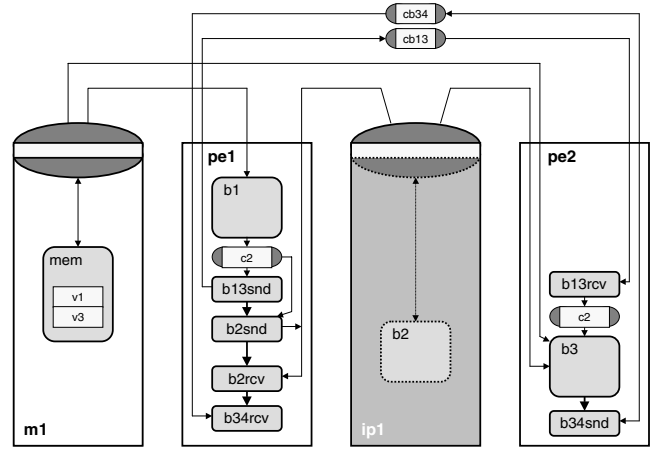 cb34
cb13
pe1
pe2
b1
mem
c2
v1
v3
b13snd
b13rcv
b2snd
c2
b2
b3
b2rcv
b34rcv
b34snd
m1
ip1